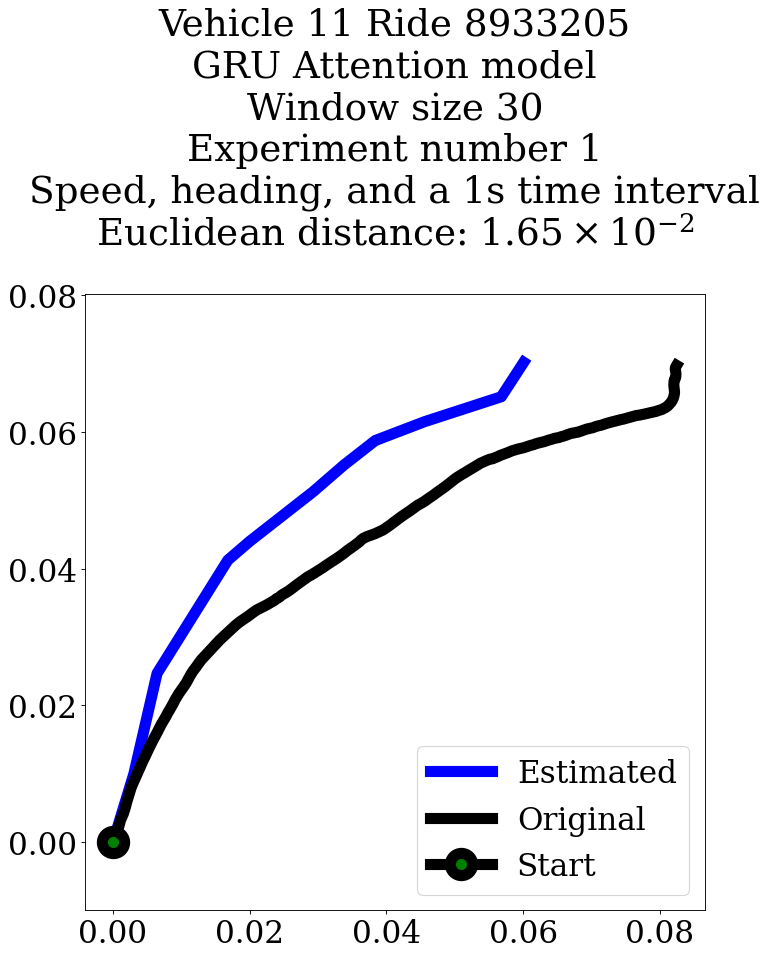 Vehicle 11 Ride 8933205
GRU Attention model
Window size 30
Experiment number 1
Speed, heading, and a 1s time interval
Euclidean distance: 1.65 × 10⁻²
0.08
0.06
0.04
0.02
0.00
Estimated
Original
Start
0.00 0.02 0.04 0.06 0.08